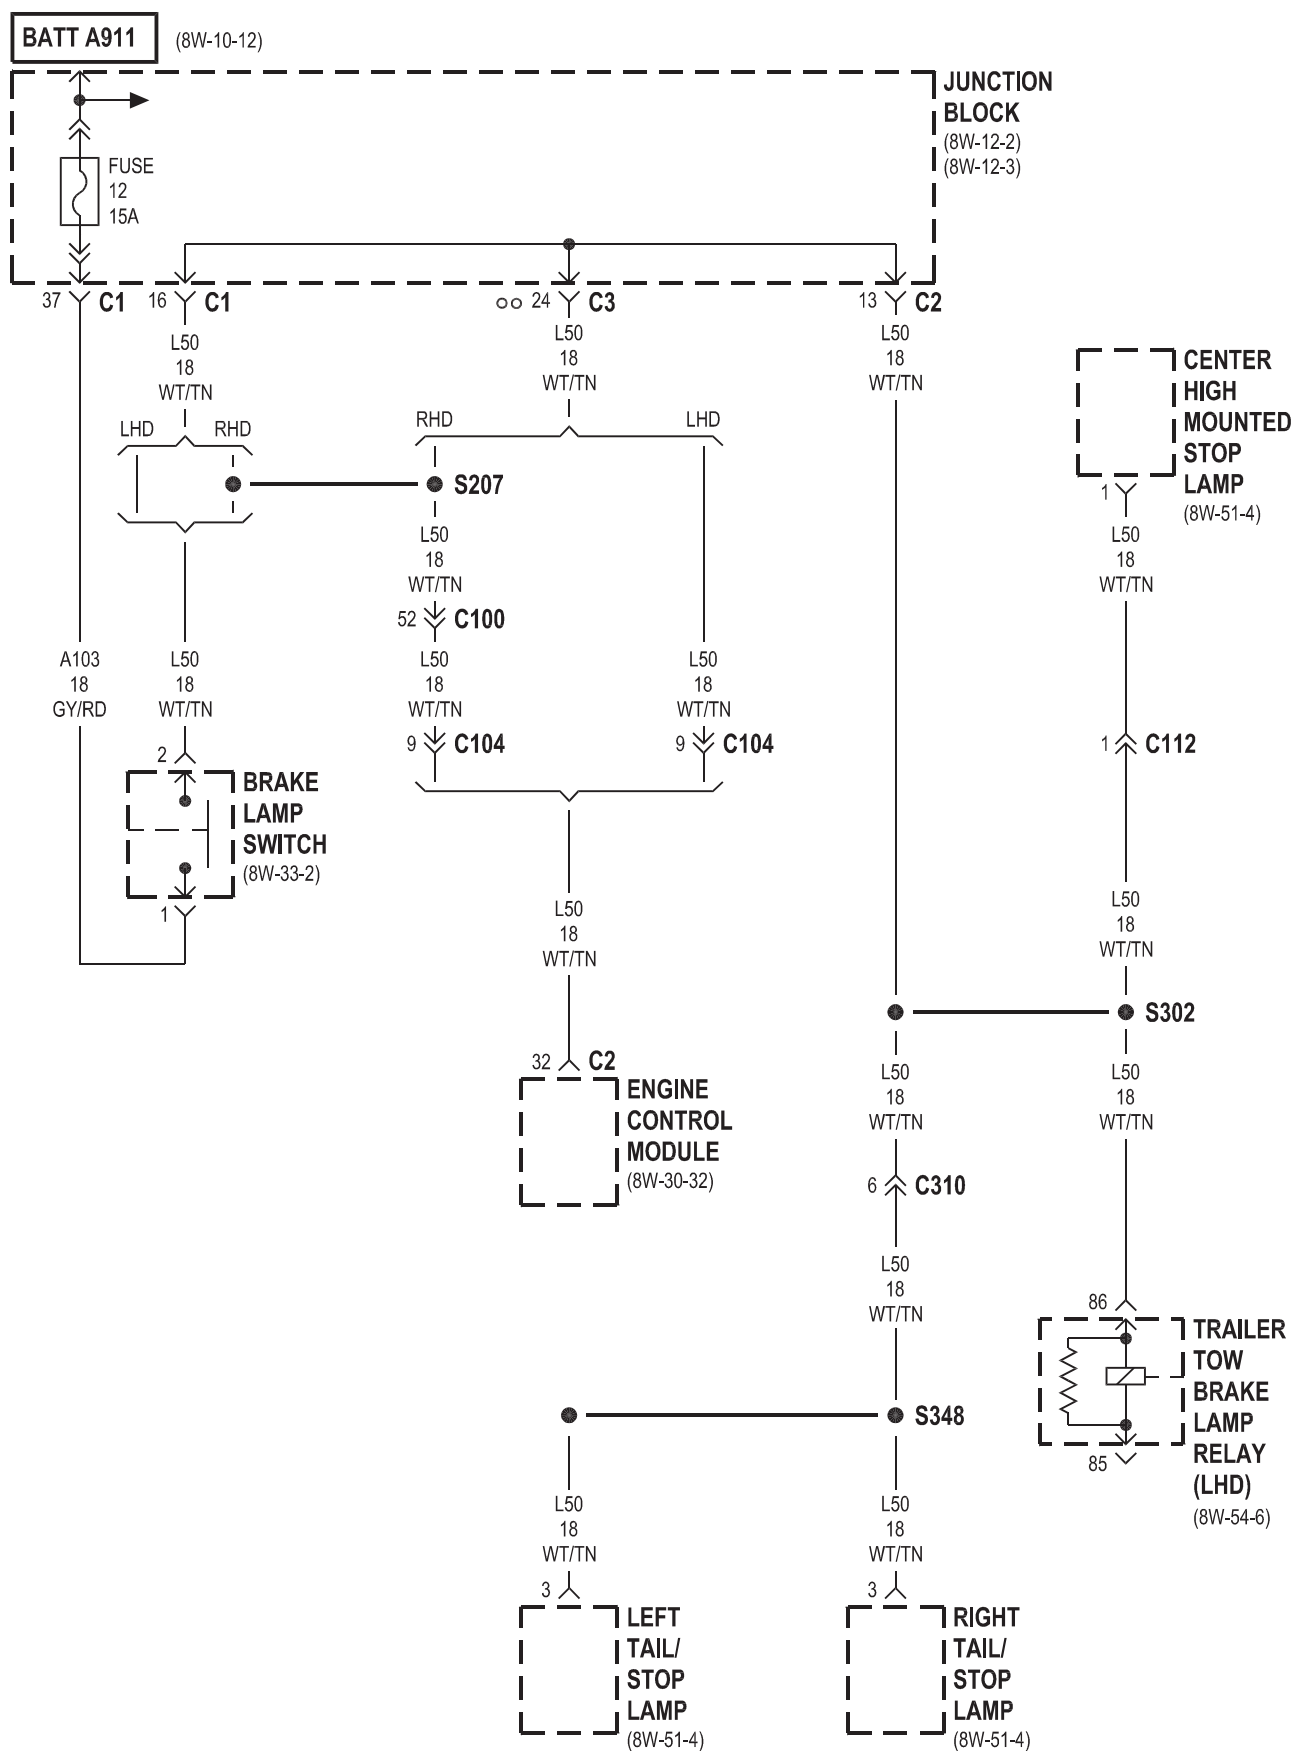 BATT A911
(8W-10-12)
JUNCTION
BLOCK
(8W-12-2)
(8W-12-3)
FUSE
12
15A
37 C1
16 C1
24 C3
13 C2
L50
18
WT/TN
L50
18
WT/TN
L50
18
WT/TN
CENTER
HIGH
MOUNTED
STOP
LAMP
(8W-51-4)
1
LHD
RHD
RHD
LHD
S207
L50
18
WT/TN
L50
18
WT/TN
52 C100
A103
18
GY/RD
L50
18
WT/TN
L50
18
WT/TN
L50
18
WT/TN
9 C104
9 C104
1 C112
2
BRAKE
LAMP
SWITCH
(8W-33-2)
1
L50
18
WT/TN
L50
18
WT/TN
S302
32 C2
ENGINE
CONTROL
MODULE
(8W-30-32)
L50
18
WT/TN
L50
18
WT/TN
6 C310
L50
18
WT/TN
86
TRAILER
TOW
BRAKE
LAMP
RELAY
(LHD)
(8W-54-6)
85
S348
L50
18
WT/TN
L50
18
WT/TN
3
LEFT
TAIL/
STOP
LAMP
(8W-51-4)
3
RIGHT
TAIL/
STOP
LAMP
(8W-51-4)